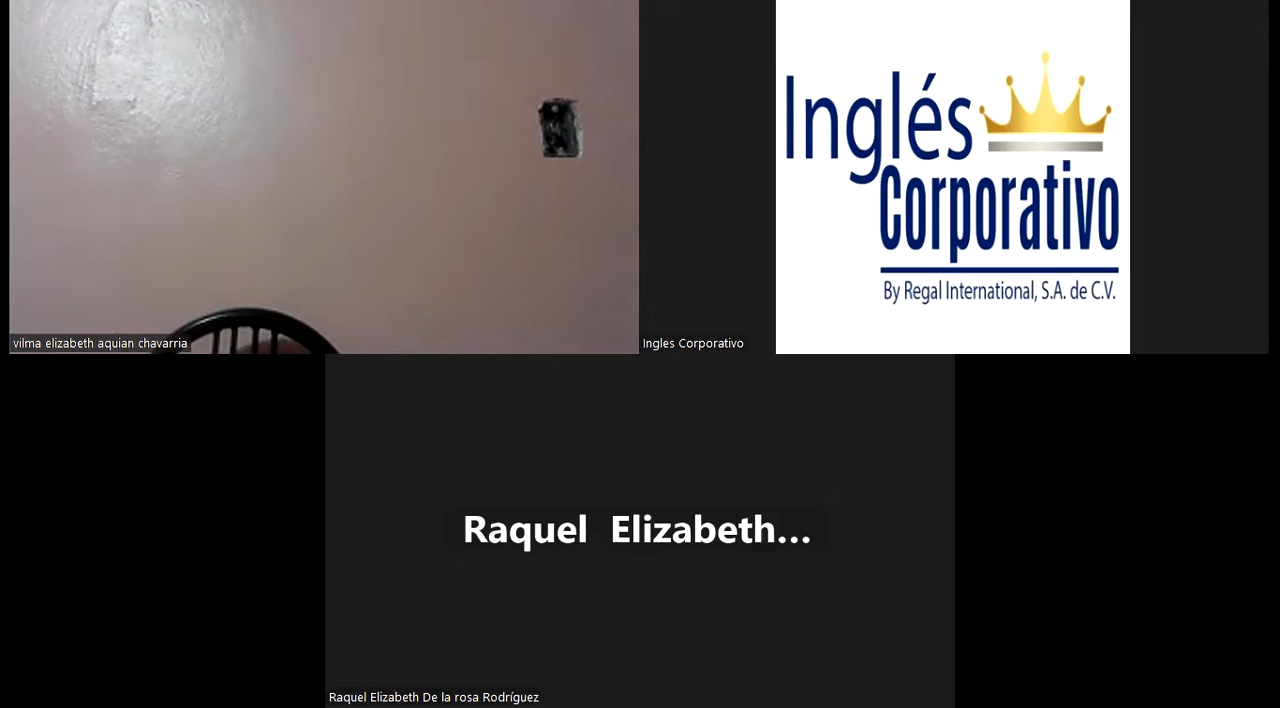 Inglés
Corporativo
By Regal International, S.A. de C.V.
vilma elizabeth aquian chavarria
Ingles Corporativo
Raquel Elizabeth...
Raquel Elizabeth De la rosa Rodríguez